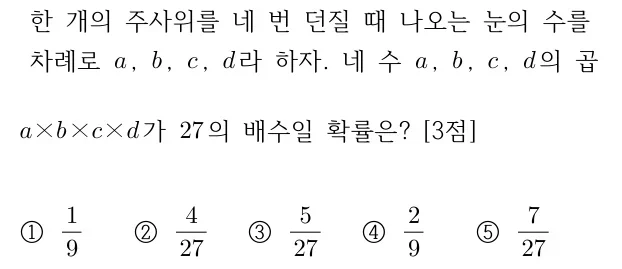 한 개의 주사위를 네 번 던질 때 나오는 눈의 수를
차례로 a, b, c, d라 하자. 네 수 a, b, c, d의 곱
a×b×c×d가 27의 배수일 확률은? [3점]
① 1/9 ② 4/27 ③ 5/27 ④ 2/9 ⑤ 7/27